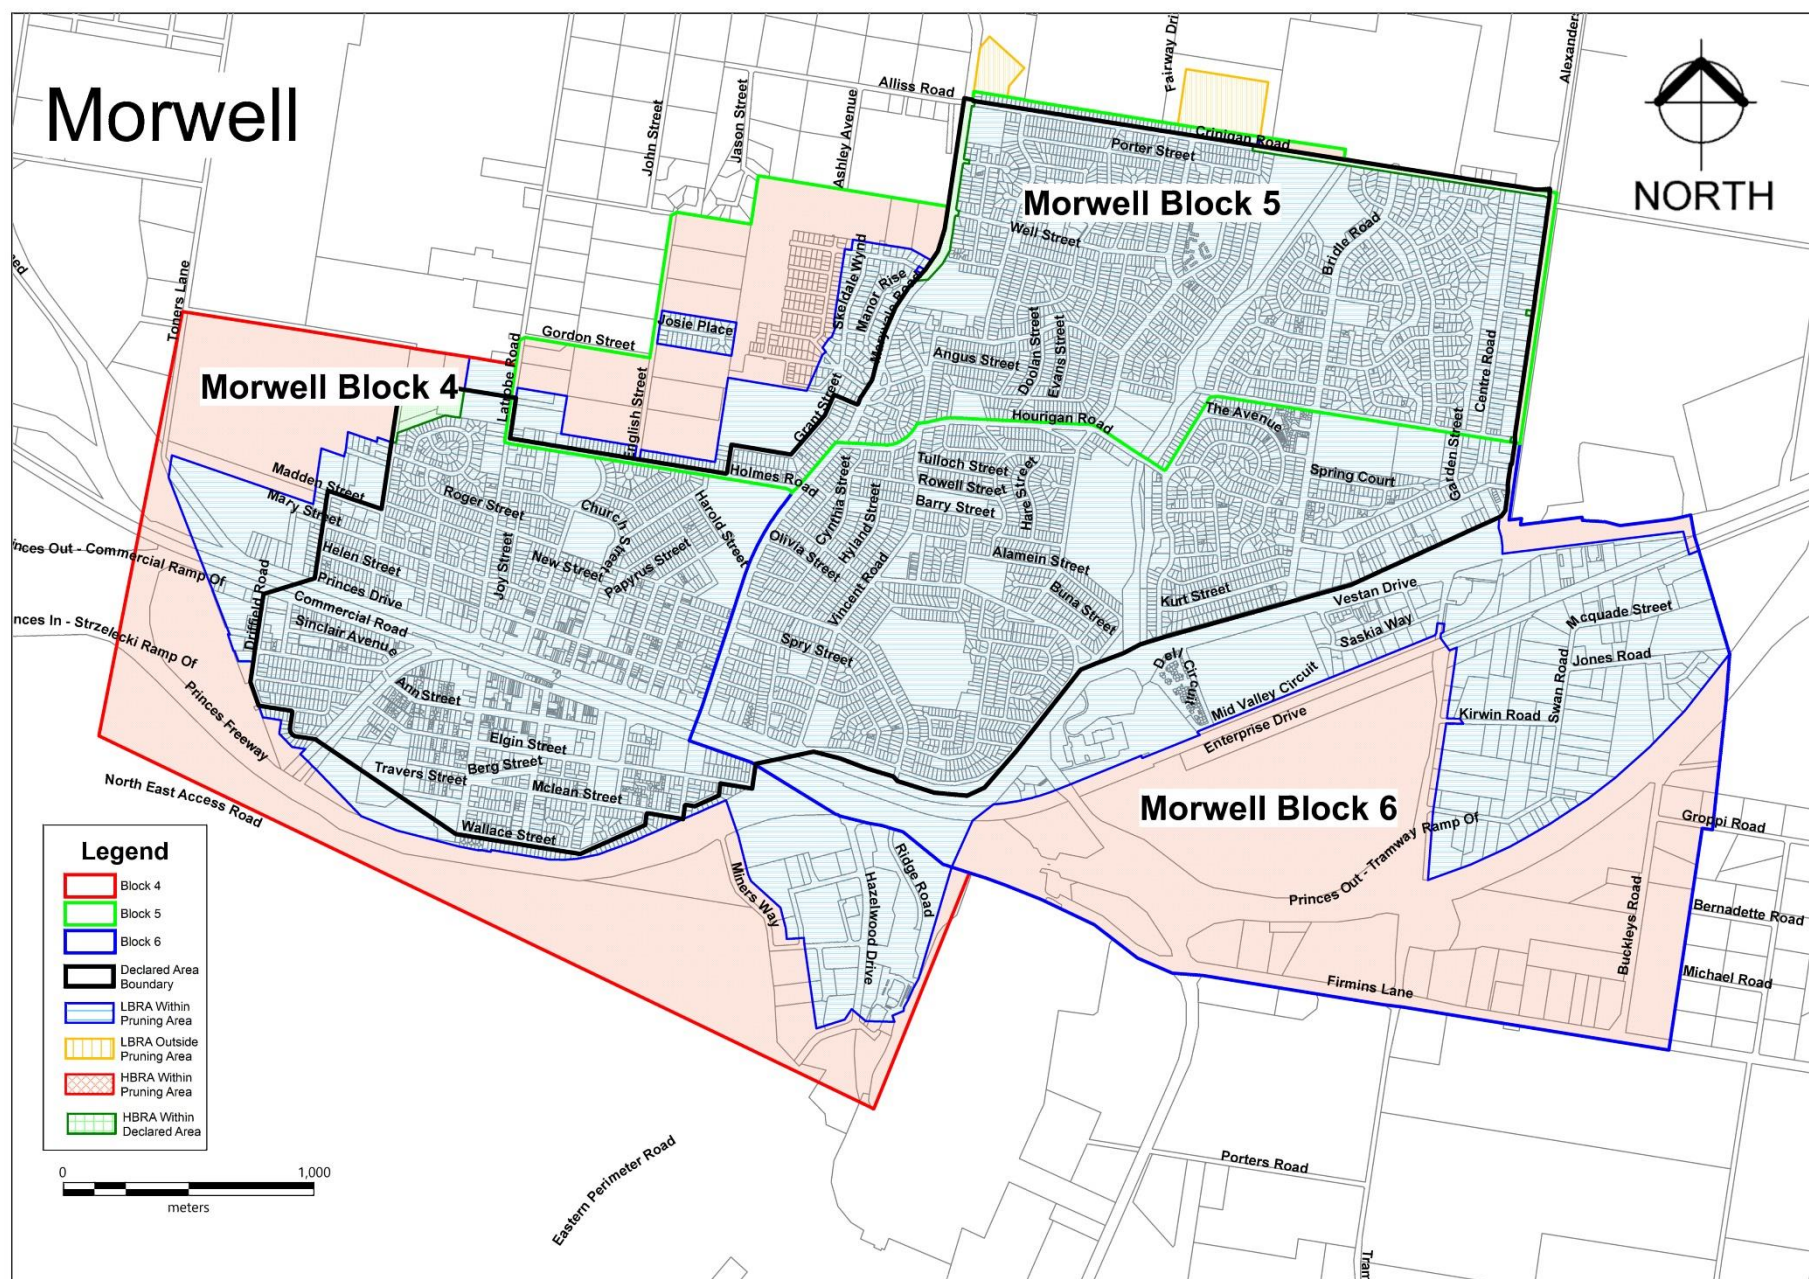 Morwell
NORTH
Alliss Road
Fairway Dri
Alexander
John Street
Jason Street
Ashley Avenue
Crinigan Road
Porter Street
Morwell Block 5
Well Street
Bridle Road
Toners Lane
Skeldale Wynd
Manor Rise
Josie Place
Gordon Street
Latrobe Road
Morwell Block 4
English Street
Grant Street
Angus Street
Doolan Street
Evans Street
Centre Road
Hourigan Road
The Avenue
Garden Street
Holmes Road
Tulloch Street
Rowell Street
Barry Street
Hare Street
Spring Court
Madden Street
Mary Street
Roger Street
Church Street
Harold Street
Cynthia Street
Hyland Street
Olivia Street
Vincent Road
Alamein Street
Buna Street
Kurt Street
Vestan Drive
Saskia Way
Mcquade Street
Jones Road
Swan Road
Kirwin Road
inces Out - Commercial Ramp Of
Helen Street
Princes Drive
Joy Street
New Street
Papyrus Street
Commercial Road
Sinclair Avenue
Driffield Road
nces In - Strzelecki Ramp Of
Princes Freeway
Ann Street
Spry Street
Mid Valley Circuit
Enterprise Drive
Elgin Street
Berg Street
Travers Street
Mclean Street
Wallace Street
North East Access Road
Morwell Block 6
Groppi Road
Princes Out - Tramway Ramp Of
Miners Way
Ridge Road
Hazelwood Drive
Buckleys Road
Bernadette Road
Michael Road
Firmins Lane
Porters Road
Eastern Perimeter Road
Tram
Legend
Block 4
Block 5
Block 6
Declared Area
Boundary
LBRA Within
Pruning Area
LBRA Outside
Pruning Area
HBRA Within
Pruning Area
HBRA Within
Declared Area
0
1,000
meters